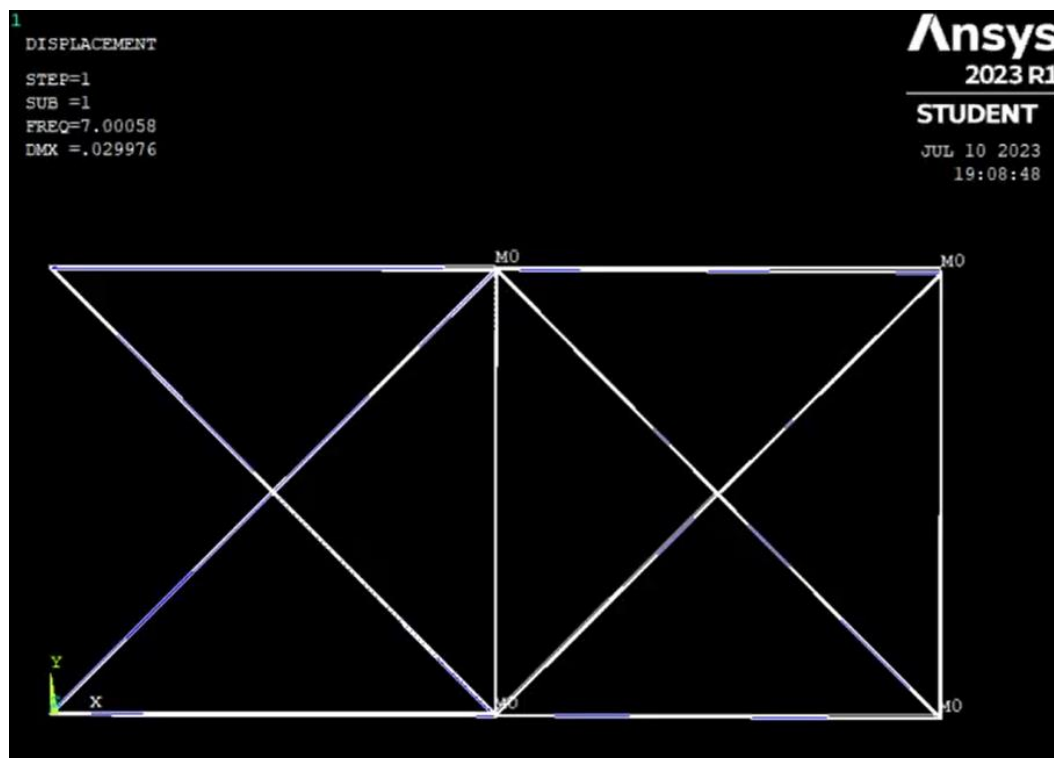 1
DISPLACEMENT
STEP=1
SUB =1
FREQ=7.00058
DMX =.029976
Ansys
2023 R1
STUDENT
JUL 10 2023
19:08:48
M0
M0
Y
X
M0
M0